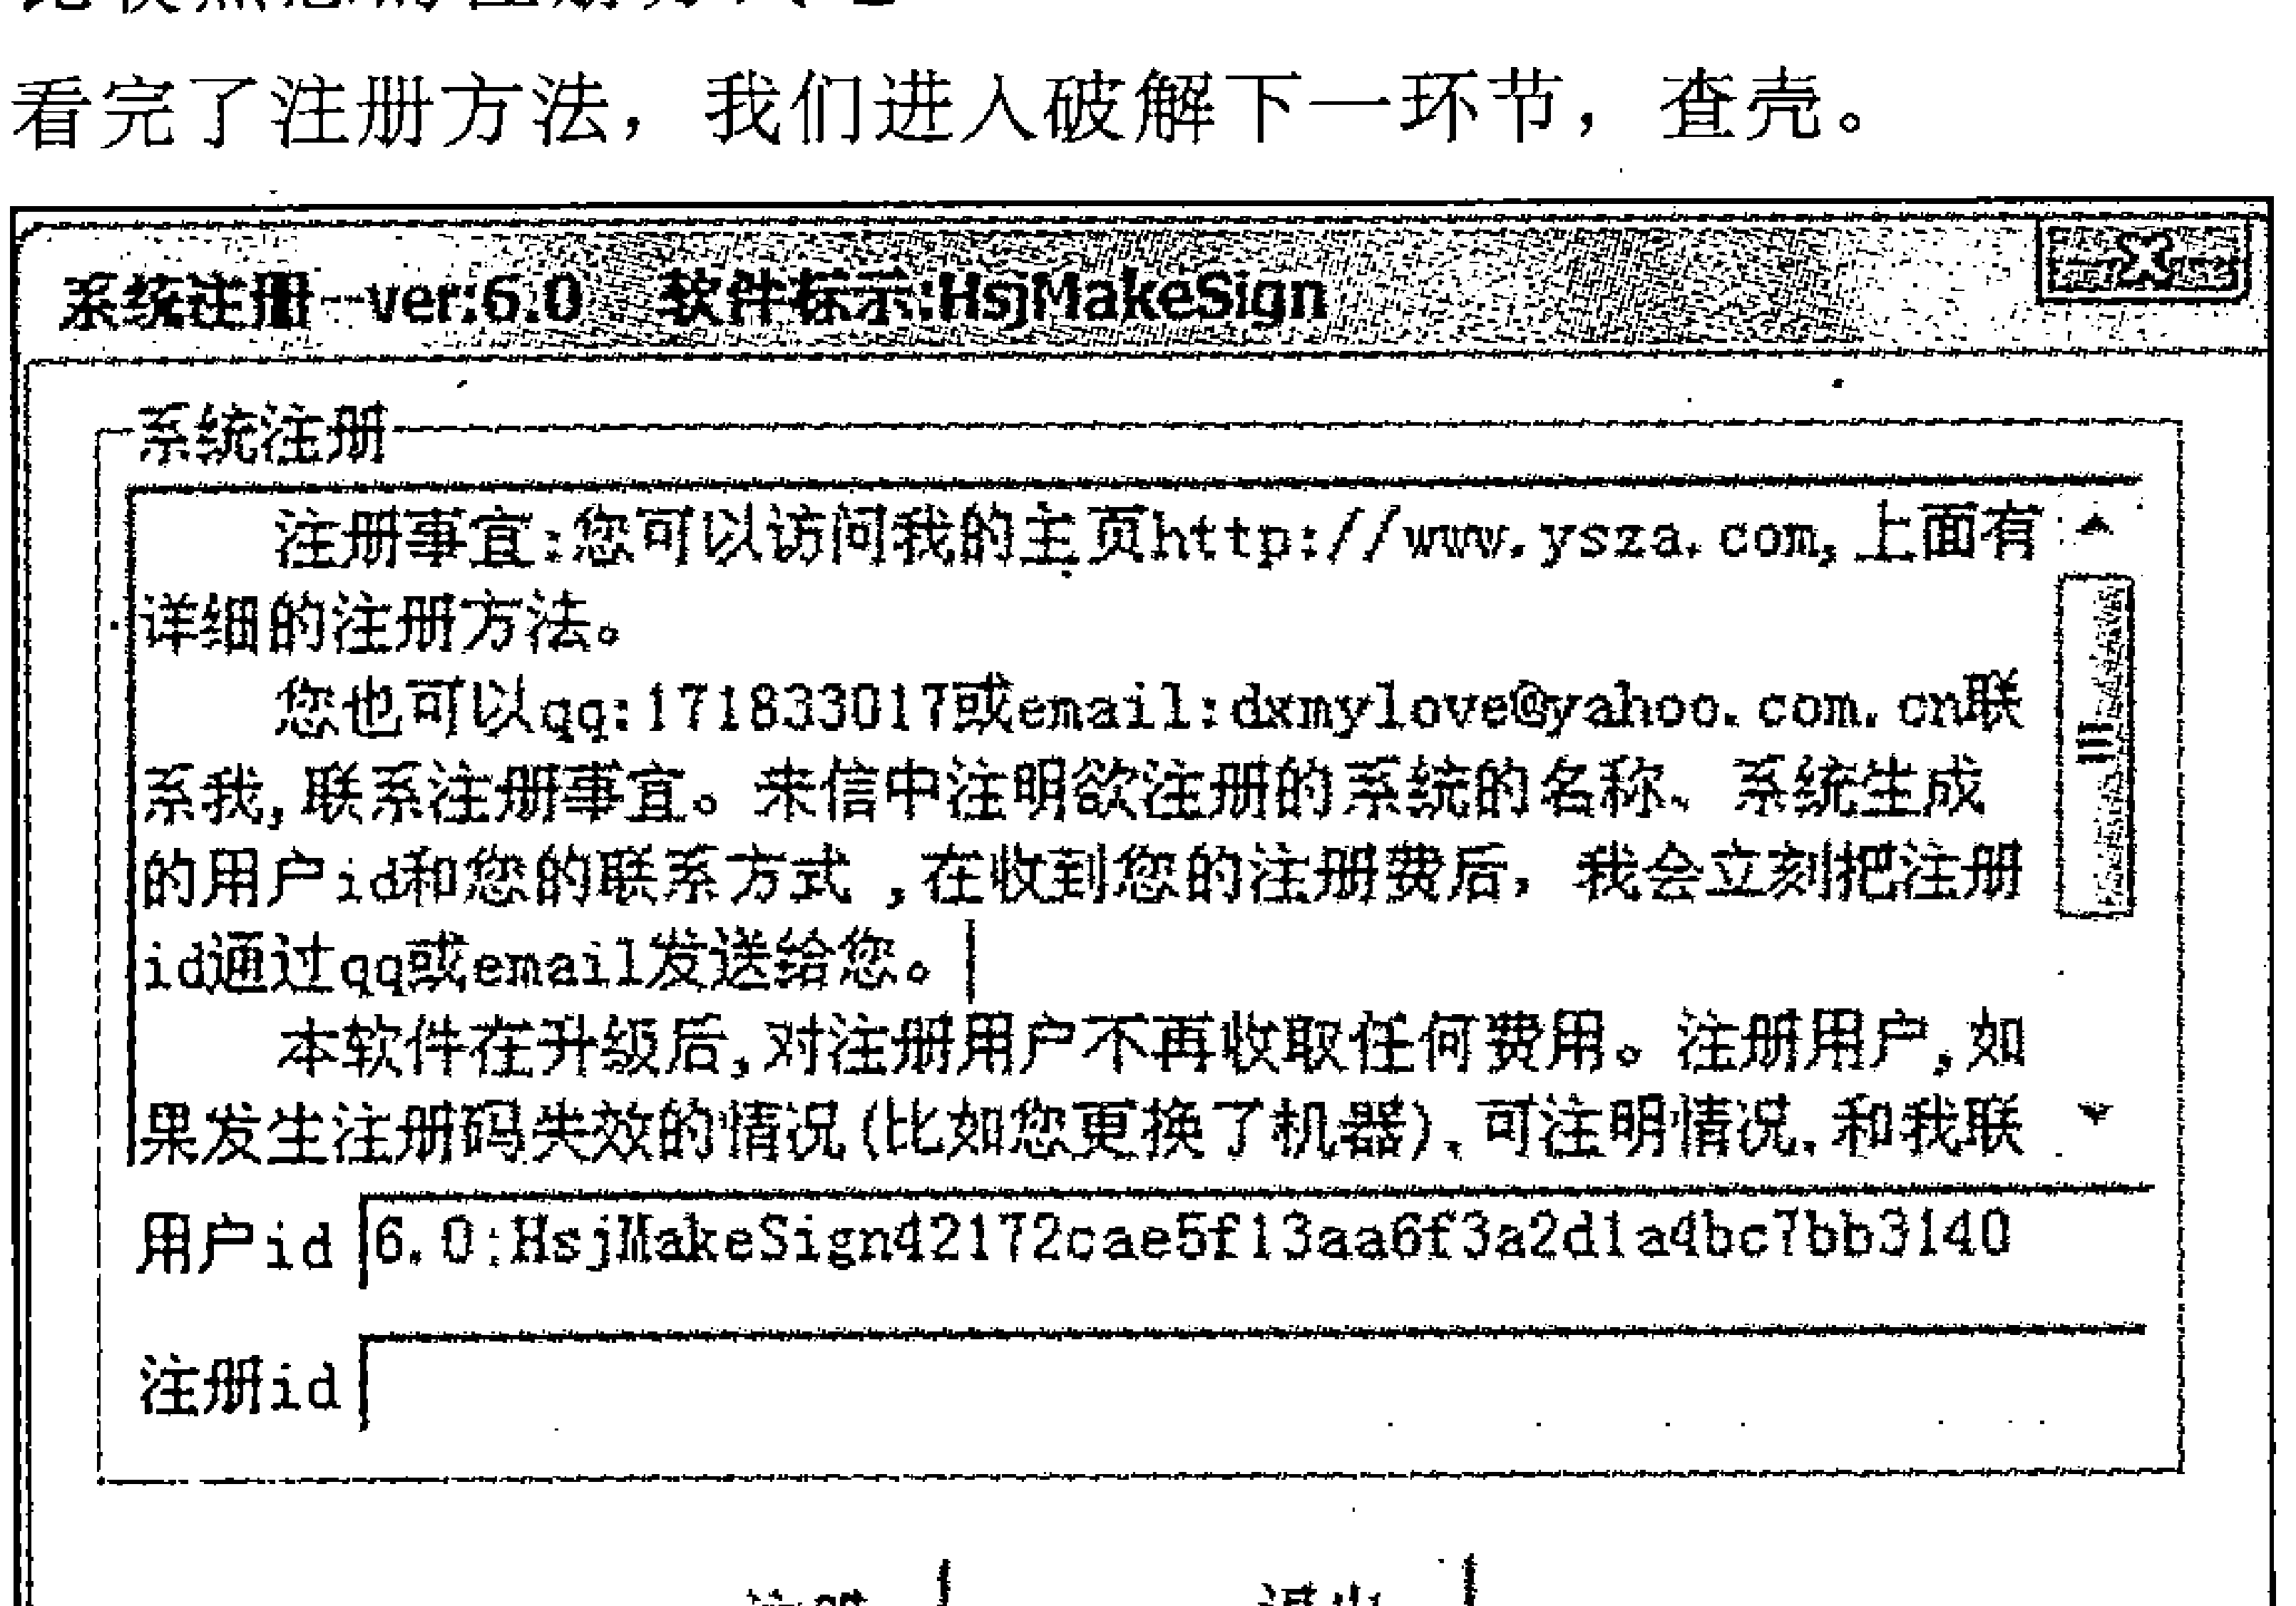 看完了注册方法，我们进入破解下一环节，查壳。
系统注册--ver:6.0 软件标示:HsjMakeSign
系统注册
注册事宜:您可以访问我的主页http://www.ysza.com,上面有
详细的注册方法。
您也可以qq:171833017或email:dxmylove@yahoo.com.cn联
系我,联系注册事宜。来信中注明欲注册的系统的名称、系统生成
的用户id和您的联系方式,在收到您的注册费后，我会立刻把注册
id通过qq或email发送给您。
本软件在升级后,对注册用户不再收取任何费用。注册用户,如
果发生注册码失效的情况(比如您更换了机器),可注明情况,和我联
用户id 6.0:HsjMakeSign42172cae5f13aa6f3a2d1a4bc7bb3140
注册id